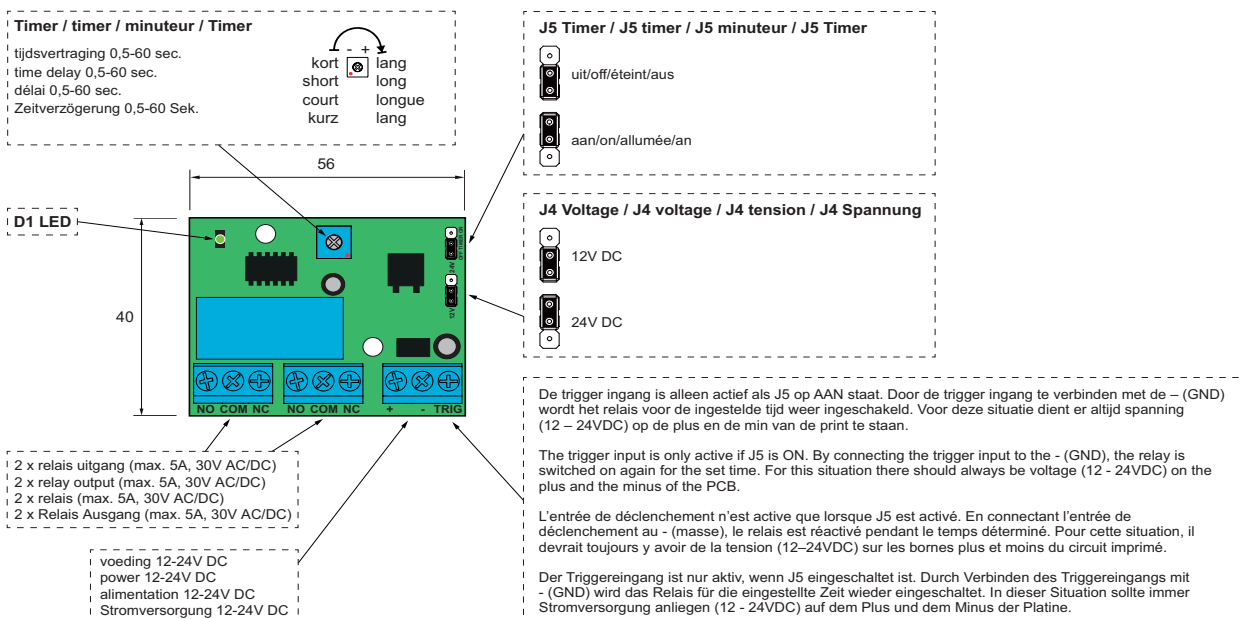 Timer / timer / minuteur / Timer
tijdsvertraging 0,5-60 sec.
time delay 0,5-60 sec.
délai 0,5-60 sec.
Zeitverzögerung 0,5-60 Sek.
- +
kort lang
short long
court longue
kurz lang
J5 Timer / J5 timer / J5 minuteur / J5 Timer
uit/off/éteint/aus
aan/on/allumée/an
J4 Voltage / J4 voltage / J4 tension / J4 Spannung
12V DC
24V DC
56
D1 LED
40
24V
12V
NO COM NC NO COM NC + - TRIG
2 x relais uitgang (max. 5A, 30V AC/DC)
2 x relay output (max. 5A, 30V AC/DC)
2 x relais (max. 5A, 30V AC/DC)
2 x Relais Ausgang (max. 5A, 30V AC/DC)
voeding 12-24V DC
power 12-24V DC
alimentation 12-24V DC
Stromversorgung 12-24V DC
De trigger ingang is alleen actief als J5 op AAN staat. Door de trigger ingang te verbinden met de – (GND)
wordt het relais voor de ingestelde tijd weer ingeschakeld. Voor deze situatie dient er altijd spanning
(12 – 24VDC) op de plus en de min van de print te staan.
The trigger input is only active if J5 is ON. By connecting the trigger input to the - (GND), the relay is
switched on again for the set time. For this situation there should always be voltage (12 - 24VDC) on the
plus and the minus of the PCB.
L’entrée de déclenchement n’est active que lorsque J5 est activé. En connectant l’entrée de
déclenchement au - (masse), le relais est réactivé pendant le temps déterminé. Pour cette situation, il
devrait toujours y avoir de la tension (12–24VDC) sur les bornes plus et moins du circuit imprimé.
Der Triggereingang ist nur aktiv, wenn J5 eingeschaltet ist. Durch Verbinden des Triggereingangs mit
- (GND) wird das Relais für die eingestellte Zeit wieder eingeschaltet. In dieser Situation sollte immer
Stromversorgung anliegen (12 - 24VDC) auf dem Plus und dem Minus der Platine.